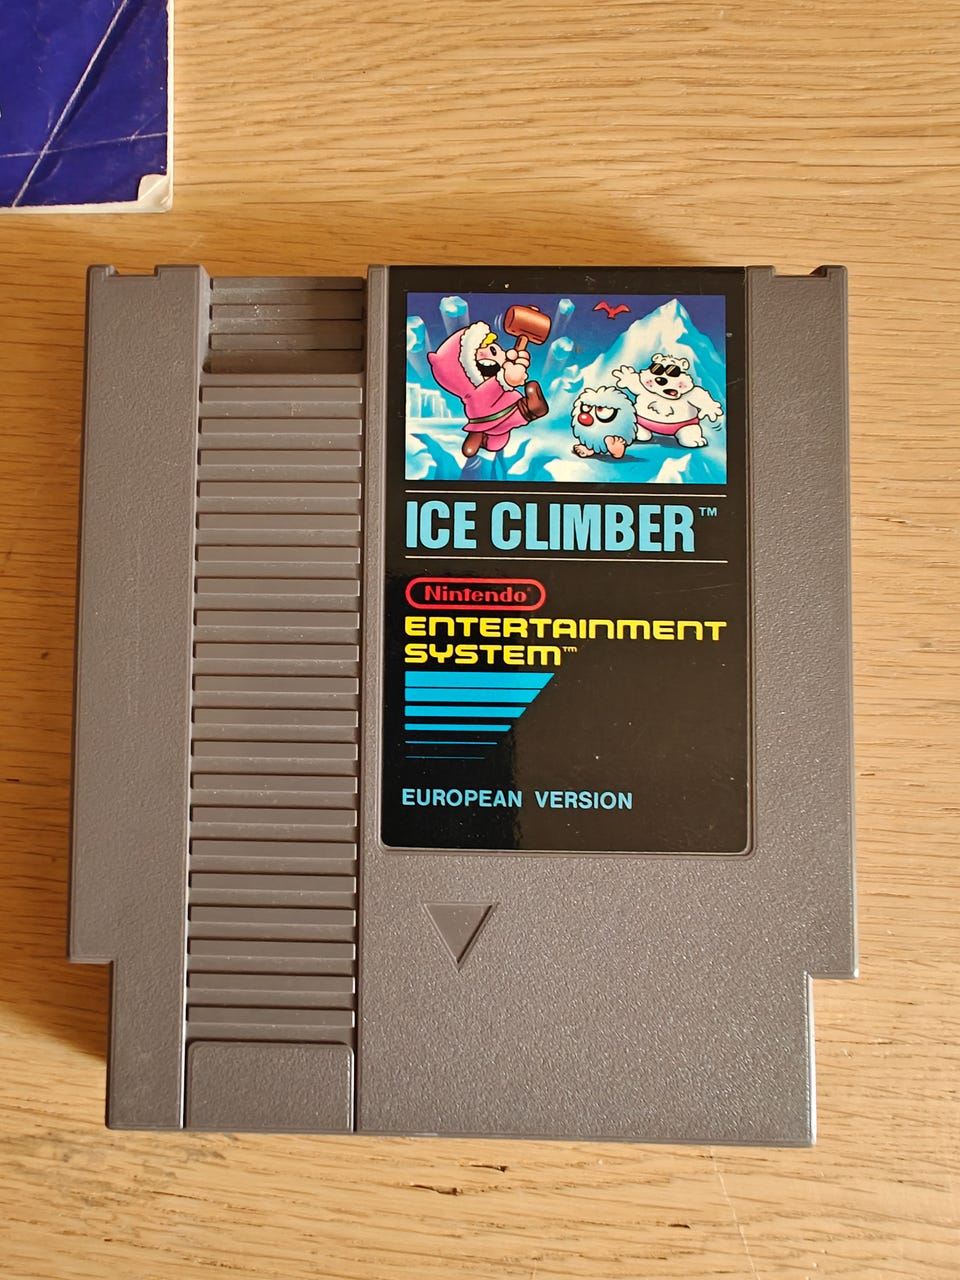 ICE CLIMBER™
Nintendo®
ENTERTAINMENT
SYSTEM™
EUROPEAN VERSION